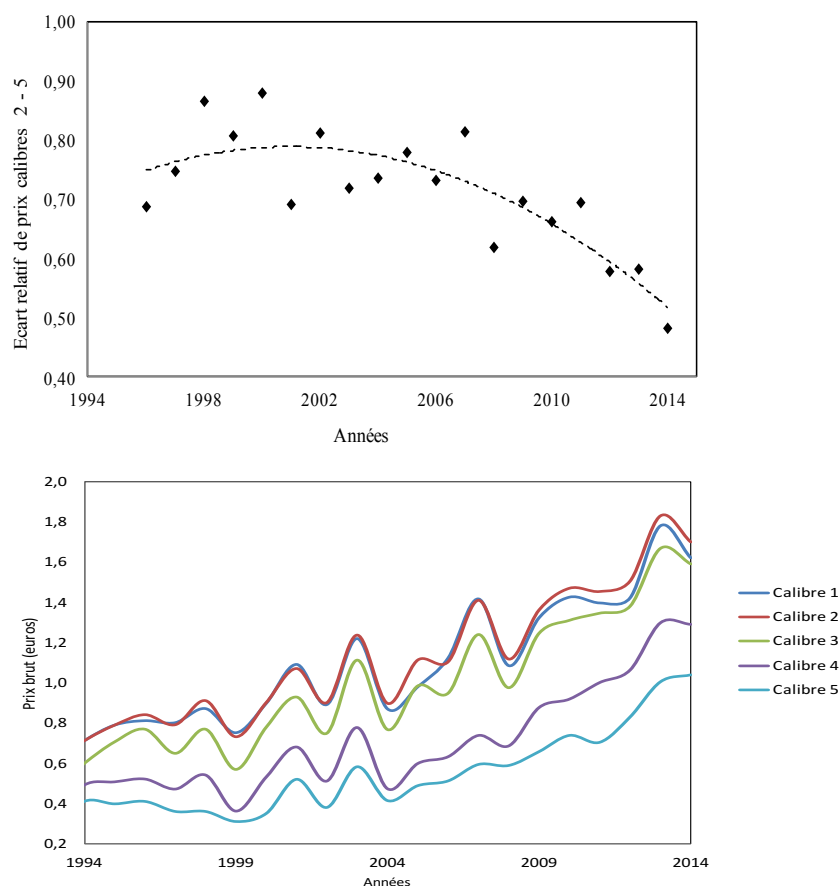 1,00
0,90
0,80
0,70
0,60
0,50
0,40
Ecart relatif de prix calibres 2 - 5
1994 1998 2002 2006 2010 2014
Années
2,0
1,8
1,6
1,4
1,2
1,0
0,8
0,6
0,4
0,2
Prix brut (euros)
1994 1999 2004 2009 2014
Années
Calibre 1
Calibre 2
Calibre 3
Calibre 4
Calibre 5